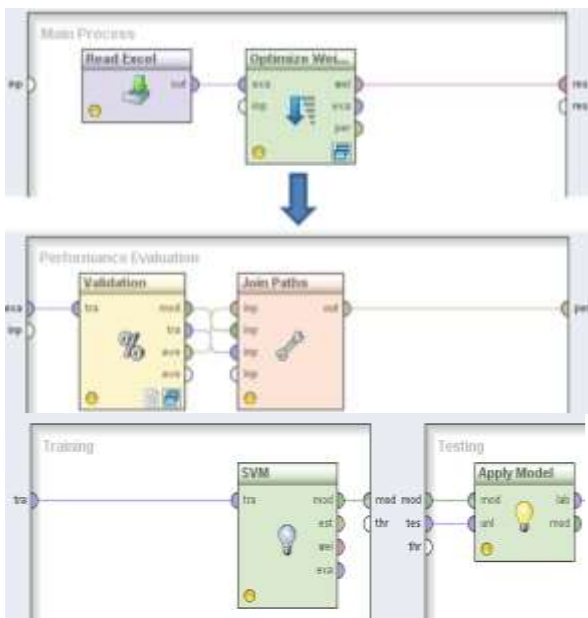 Main Process
Read Excel
Optimize Wei...
out
exa
wei
res
inp
inp
exa
res
per
Performance Evaluation
Validation
Join Paths
exa
tra
mod
inp
out
per
inp
tra
inp
ave
inp
ave
inp
Training
Testing
SVM
Apply Model
tra
tra
mod
mod
mod
mod
lab
est
thr
tes
unl
mod
wei
thr
exa